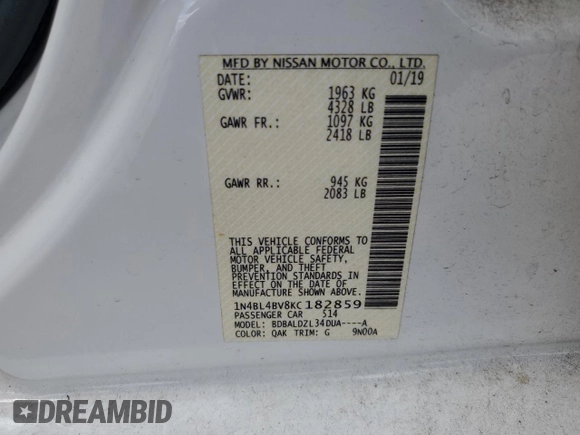 MFD BY NISSAN MOTOR CO., LTD.
DATE: 01/19
GVWR: 1963 KG
4328 LB
GAWR FR.: 1097 KG
2418 LB
GAWR RR.: 945 KG
2083 LB
THIS VEHICLE CONFORMS TO
ALL APPLICABLE FEDERAL
MOTOR VEHICLE SAFETY,
BUMPER, AND THEFT
PREVENTION STANDARDS IN
EFFECT ON THE DATE OF
MANUFACTURE SHOWN ABOVE.
1N4BL4BV8KC182859
PASSENGER CAR 514
MODEL: BDBALDZL34DUA----A
COLOR: QAK TRIM: G 9N00A
DREAMBID